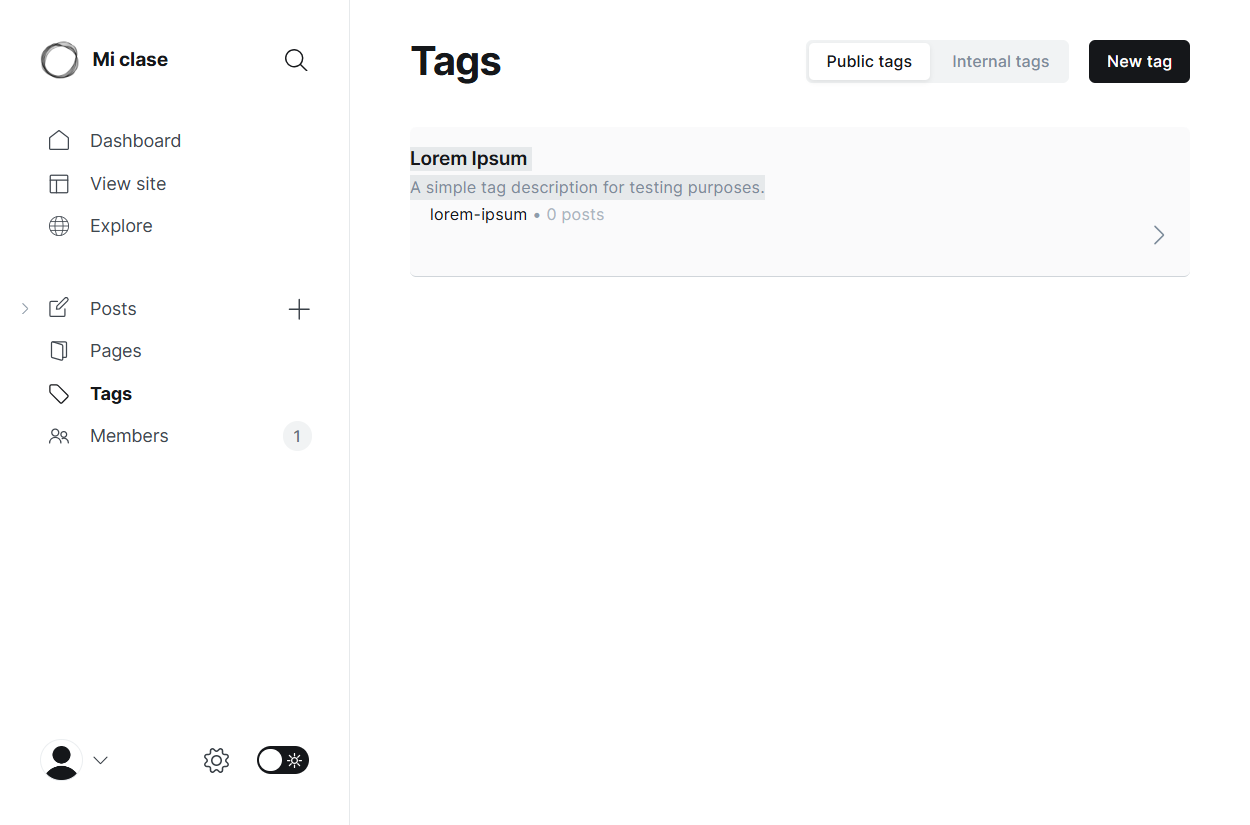 Mi clase
Dashboard
View site
Explore
Posts
Pages
Tags
Members 1
Tags
Public tags Internal tags New tag
Lorem Ipsum
A simple tag description for testing purposes.
lorem-ipsum • 0 posts